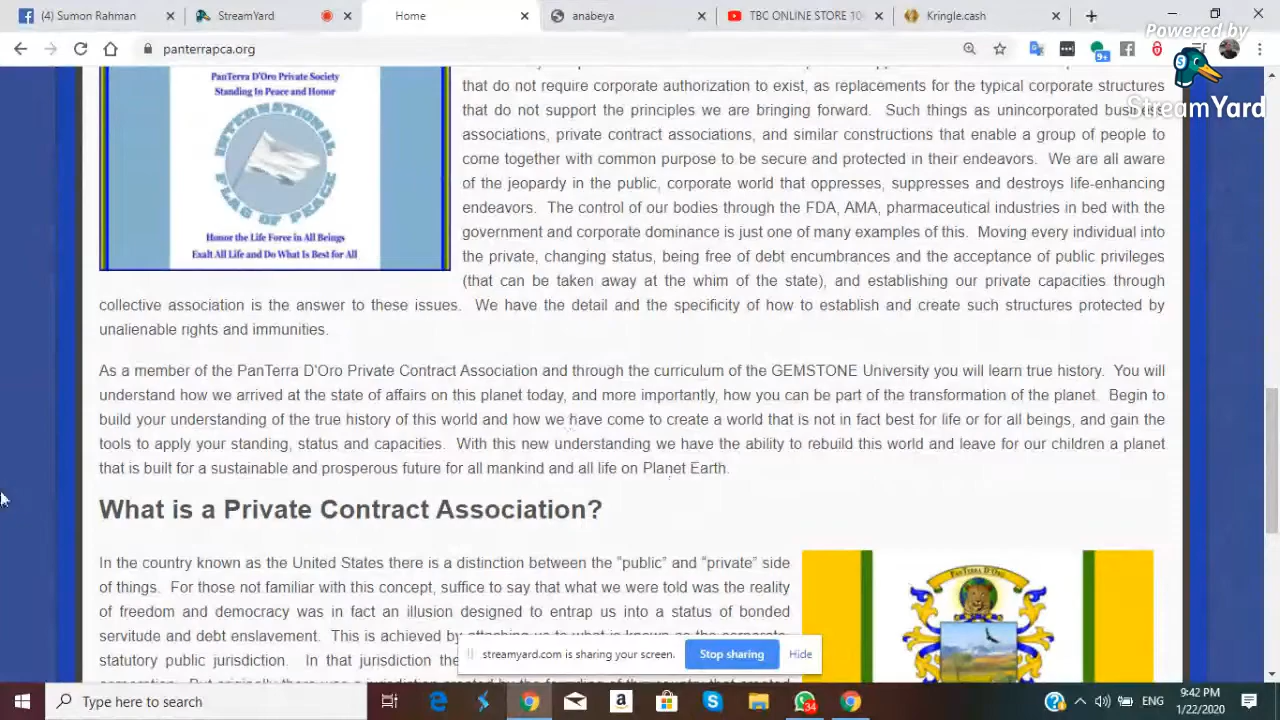 (4) Sumon Roman
StreamYard
Home
anabeya
TBC ONLINE STORE 10
Kringle.cash
panterrapca.org
9+
Powered by
StreamYard
PanTerra D'Oro Private Society
Standing In Peace and Honor
INTERNATIONAL
FLAG OF PEACE
Honor the Life Force in All Beings
Exalt All Life and Do What Is Best for All
that do not require corporate authorization to exist, as replacements for the typical corporate structures
that do not support the principles we are bringing forward. Such things as unincorporated
associations, private contract associations, and similar constructions that enable a group of people to
come together with common purpose to be secure and protected in their endeavors. We are all aware
of the jeopardy in the public, corporate world that oppresses, suppresses and destroys life-enhancing
endeavors. The control of our bodies through the FDA, AMA, pharmaceutical industries in bed with the
government and corporate dominance is just one of many examples of this. Moving every individual into
the private, changing status, being free of debt encumbrances and the acceptance of public privileges
(that can be taken away at the whim of the state), and establishing our private capacities through
collective association is the answer to these issues. We have the detail and the specificity of how to establish and create such structures protected by
unalienable rights and immunities.
As a member of the PanTerra D'Oro Private Contract Association and through the curriculum of the GEMSTONE University you will learn true history. You will
understand how we arrived at the state of affairs on this planet today, and more importantly, how you can be part of the transformation of the planet. Begin to
build your understanding of the true history of this world and how we have come to create a world that is not in fact best for life or for all beings, and gain the
tools to apply your standing, status and capacities. With this new understanding we have the ability to rebuild this world and leave for our children a planet
that is built for a sustainable and prosperous future for all mankind and all life on Planet Earth.
What is a Private Contract Association?
In the country known as the United States there is a distinction between the "public" and "private" side
of things. For those not familiar with this concept, suffice to say that what we were told was the reality
of freedom and democracy was in fact an illusion designed to entrap us into a status of bonded
servitude and debt enslavement. This is achieved by
statutory public jurisdiction. In that jurisdiction the
PanTerra D'Oro
streamyard.com is sharing your screen.
Stop sharing
Hide
Type here to search
34
ENG
9:42 PM
1/22/2020